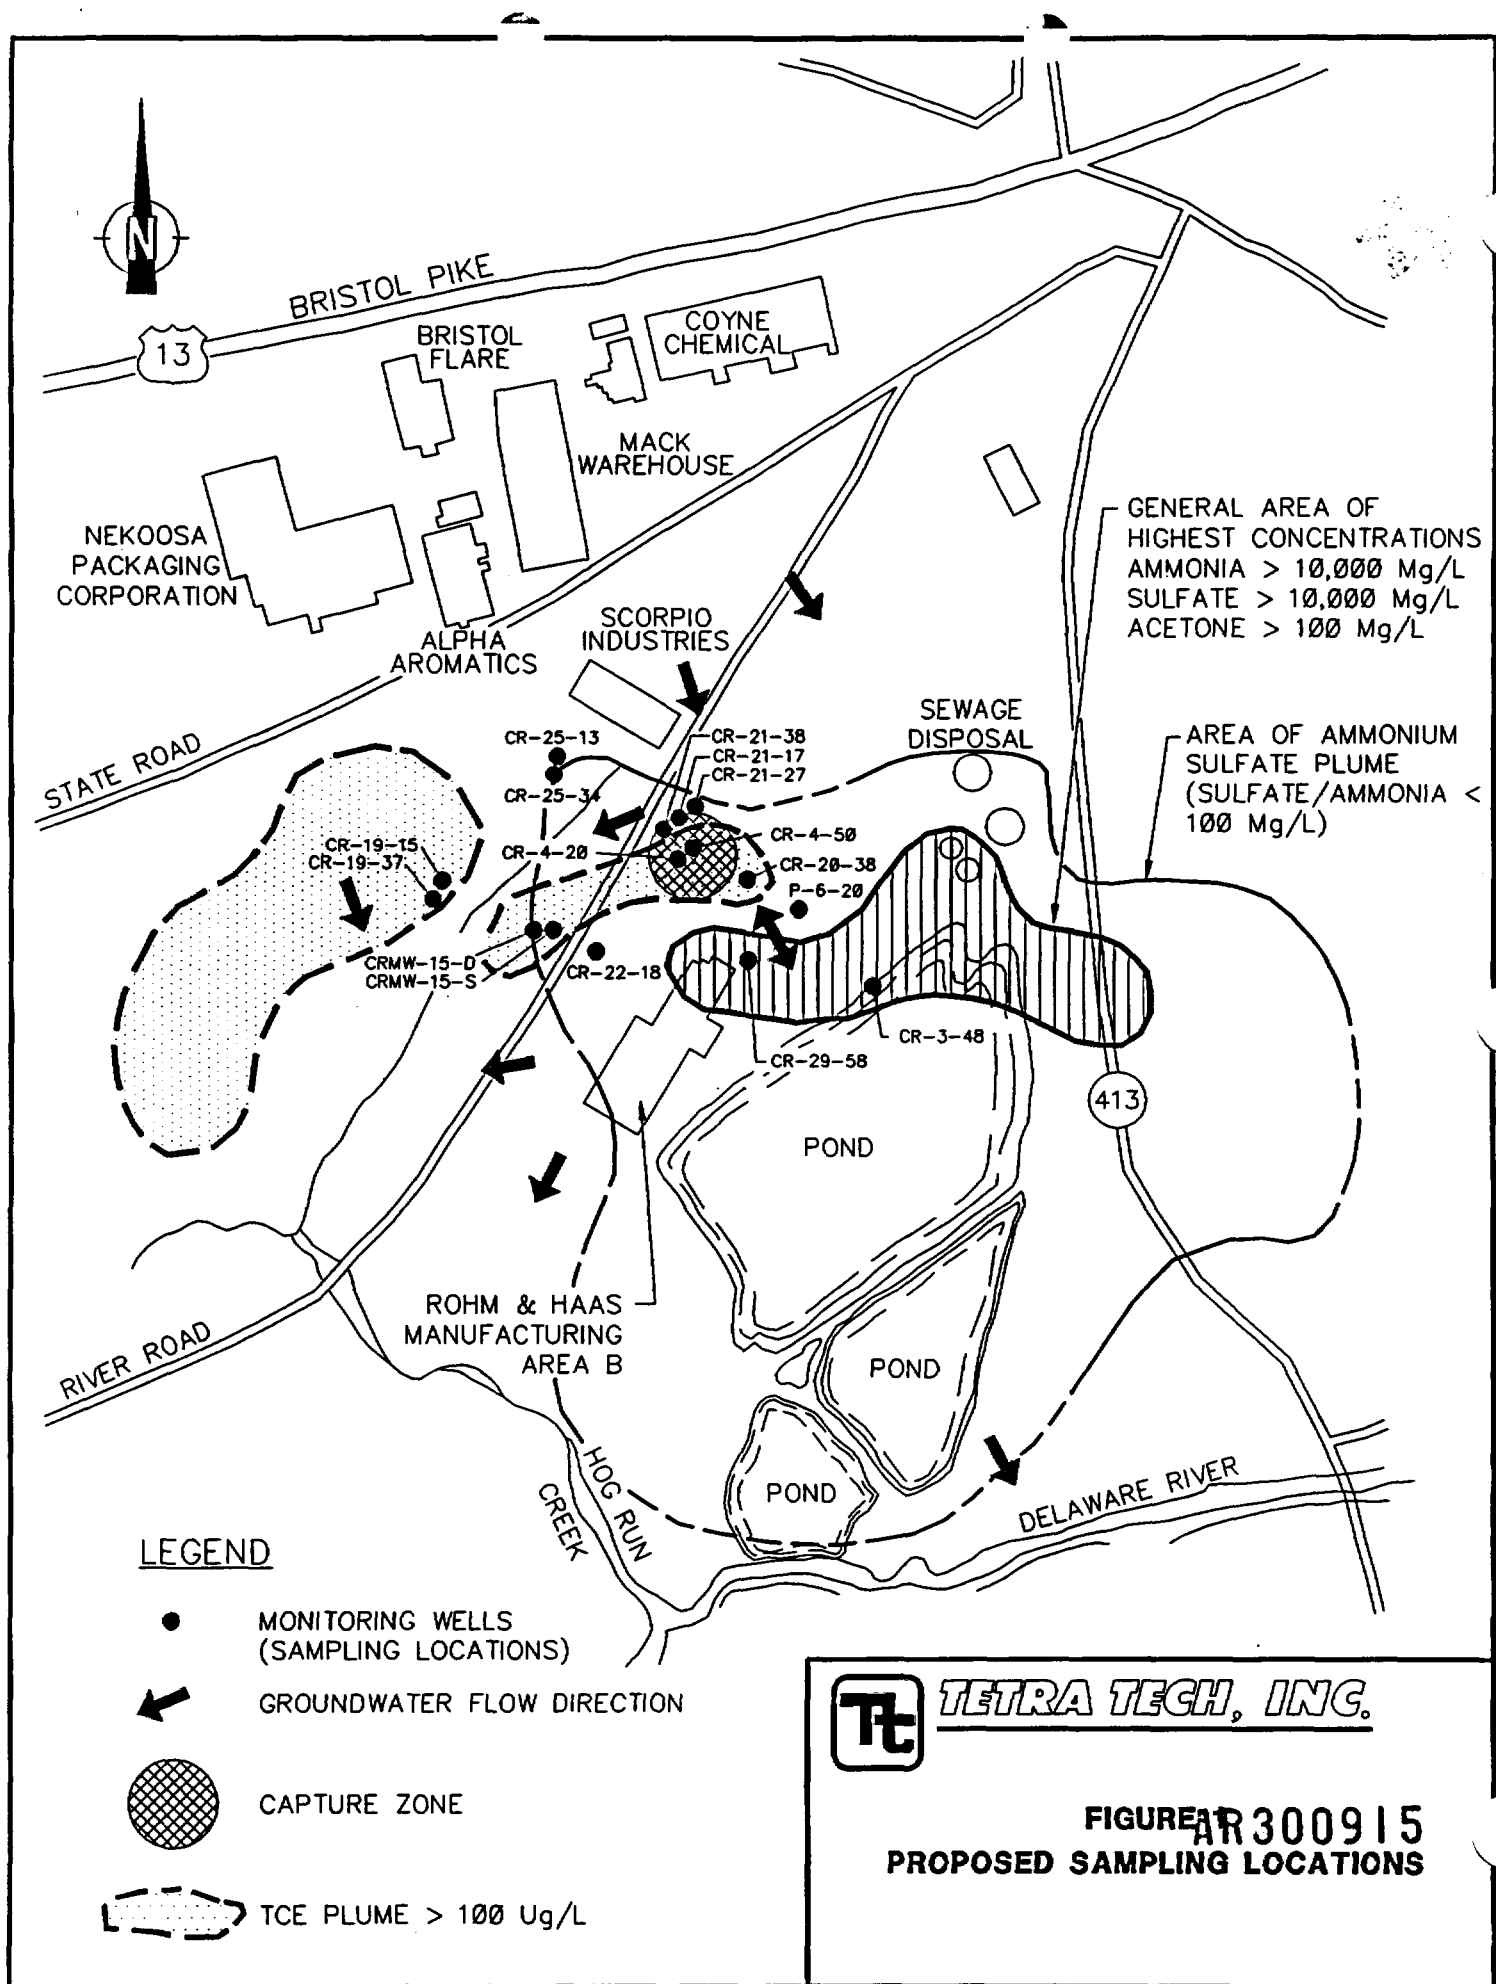 N
BRISTOL PIKE
13
BRISTOL
FLARE
COYNE
CHEMICAL
MACK
WAREHOUSE
NEKOOSA
PACKAGING
CORPORATION
ALPHA
AROMATICS
SCORPIO
INDUSTRIES
GENERAL AREA OF
HIGHEST CONCENTRATIONS
AMMONIA > 10,000 Mg/L
SULFATE > 10,000 Mg/L
ACETONE > 100 Mg/L
STATE ROAD
SEWAGE
DISPOSAL
AREA OF AMMONIUM
SULFATE PLUME
(SULFATE/AMMONIA <
100 Mg/L)
CR-25-13
CR-25-34
CR-21-38
CR-21-17
CR-21-27
CR-4-50
CR-4-20
CR-20-38
P-6-20
CR-19-15
CR-19-37
CRMW-15-D
CRMW-15-S
CR-22-18
CR-3-48
CR-29-58
413
POND
ROHM & HAAS
MANUFACTURING
AREA B
RIVER ROAD
POND
POND
HOG RUN
CREEK
DELAWARE RIVER
LEGEND
MONITORING WELLS
(SAMPLING LOCATIONS)
GROUNDWATER FLOW DIRECTION
CAPTURE ZONE
TCE PLUME > 100 Ug/L
Tt
TETRA TECH, INC.
FIGURE AR300915
PROPOSED SAMPLING LOCATIONS